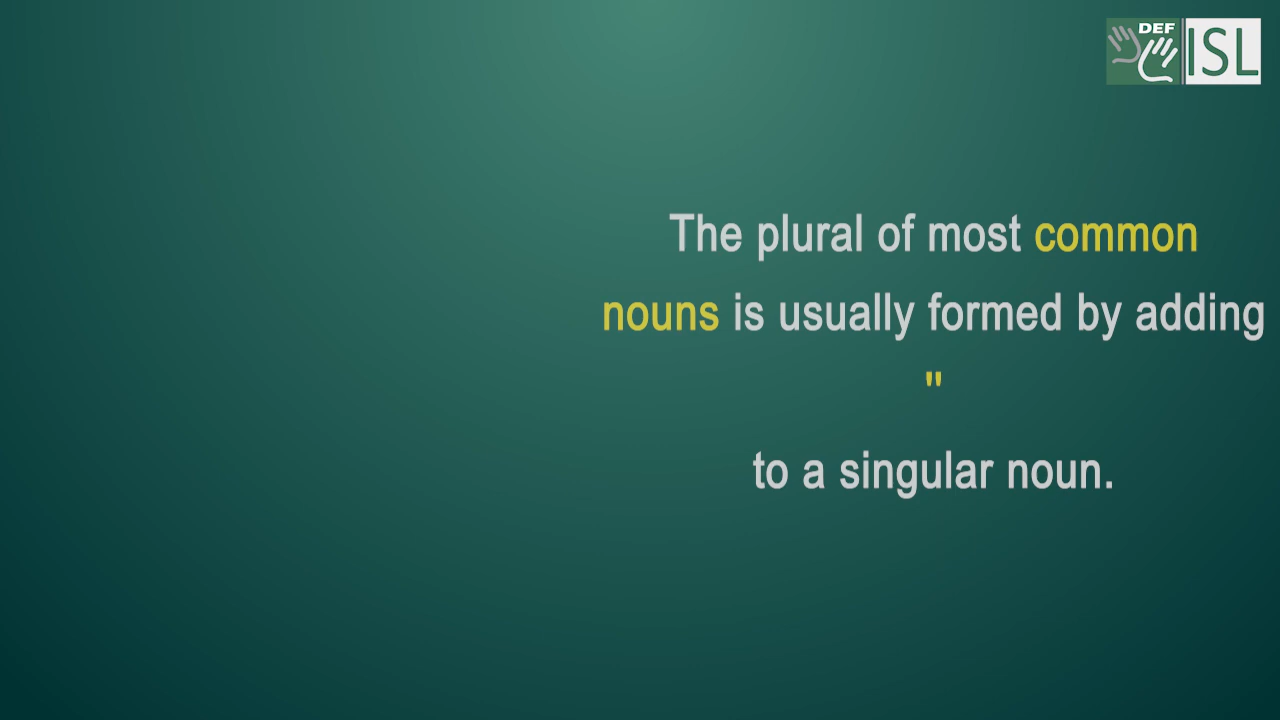 DEF
ISL
The plural of most common
nouns is usually formed by adding
"
to a singular noun.